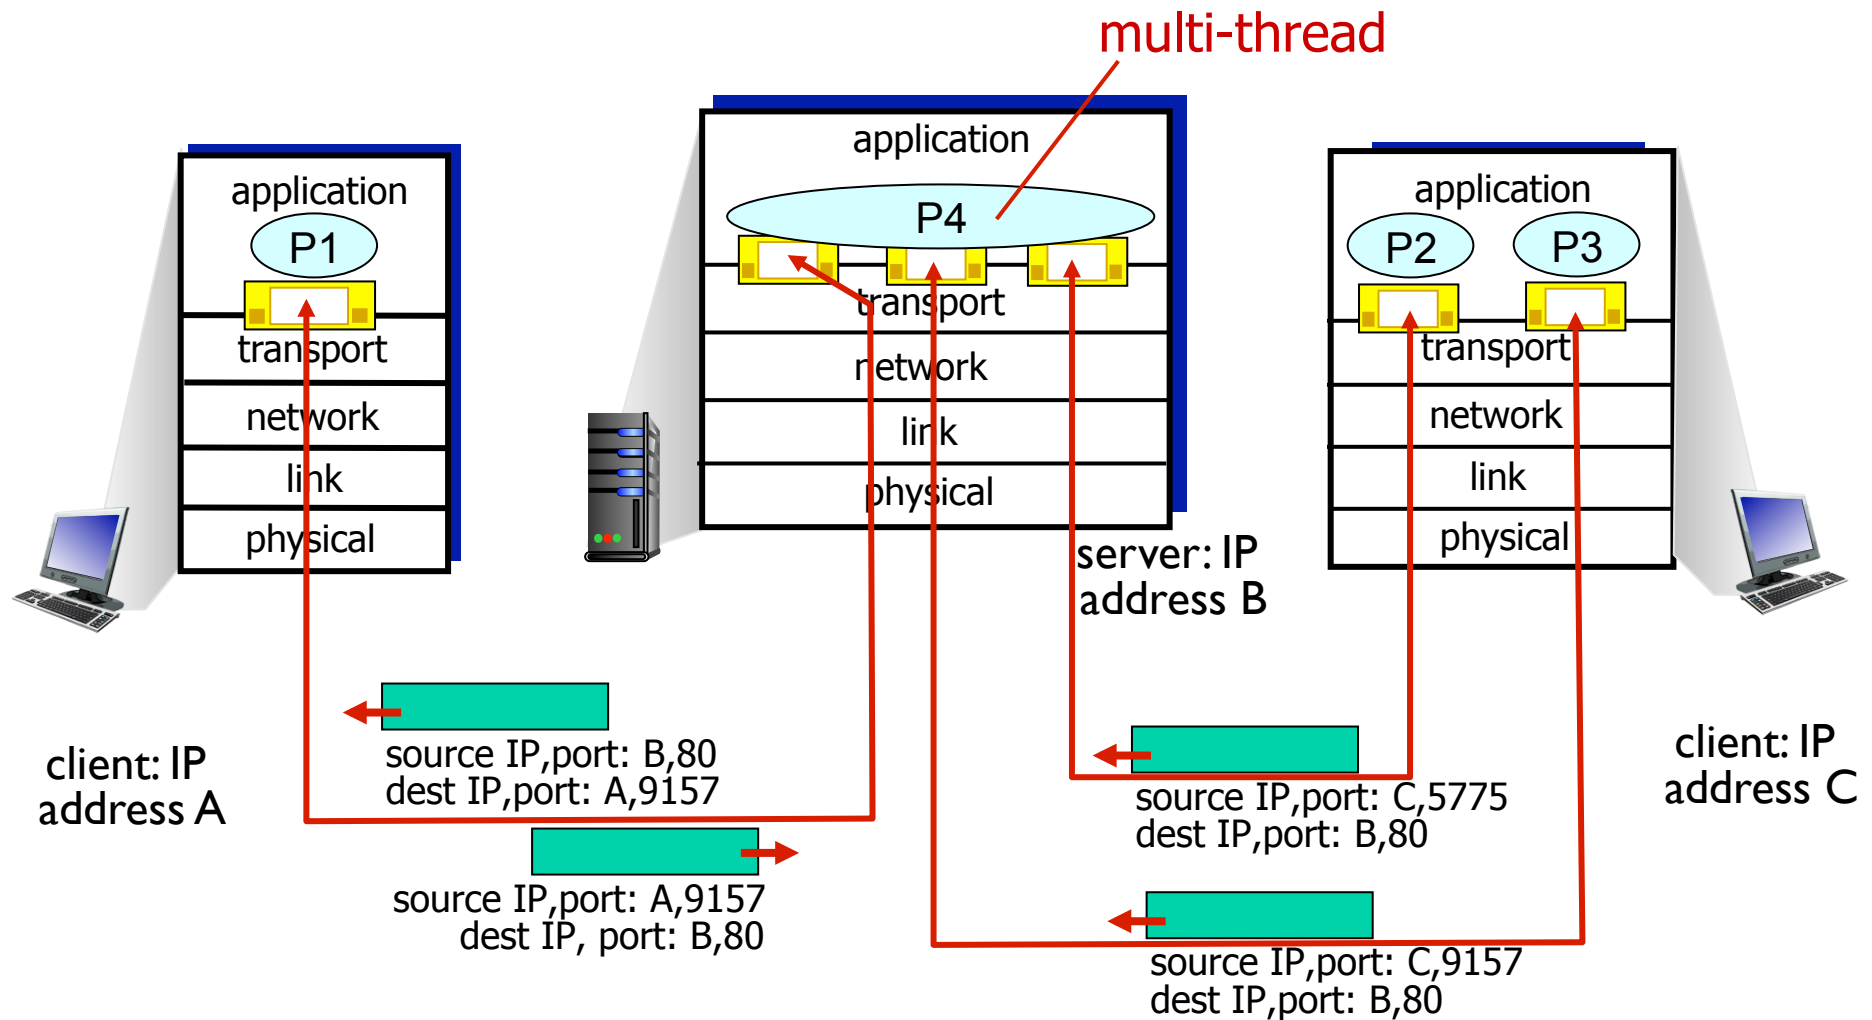 multi-thread
application
P1
transport
network
link
physical
application
P4
transport
network
link
physical
application
P2
P3
transport
network
link
physical
server: IP
address B
client: IP
address A
source IP,port: B,80
dest IP,port: A,9157
source IP,port: A,9157
dest IP, port: B,80
source IP,port: C,5775
dest IP,port: B,80
source IP,port: C,9157
dest IP,port: B,80
client: IP
address C